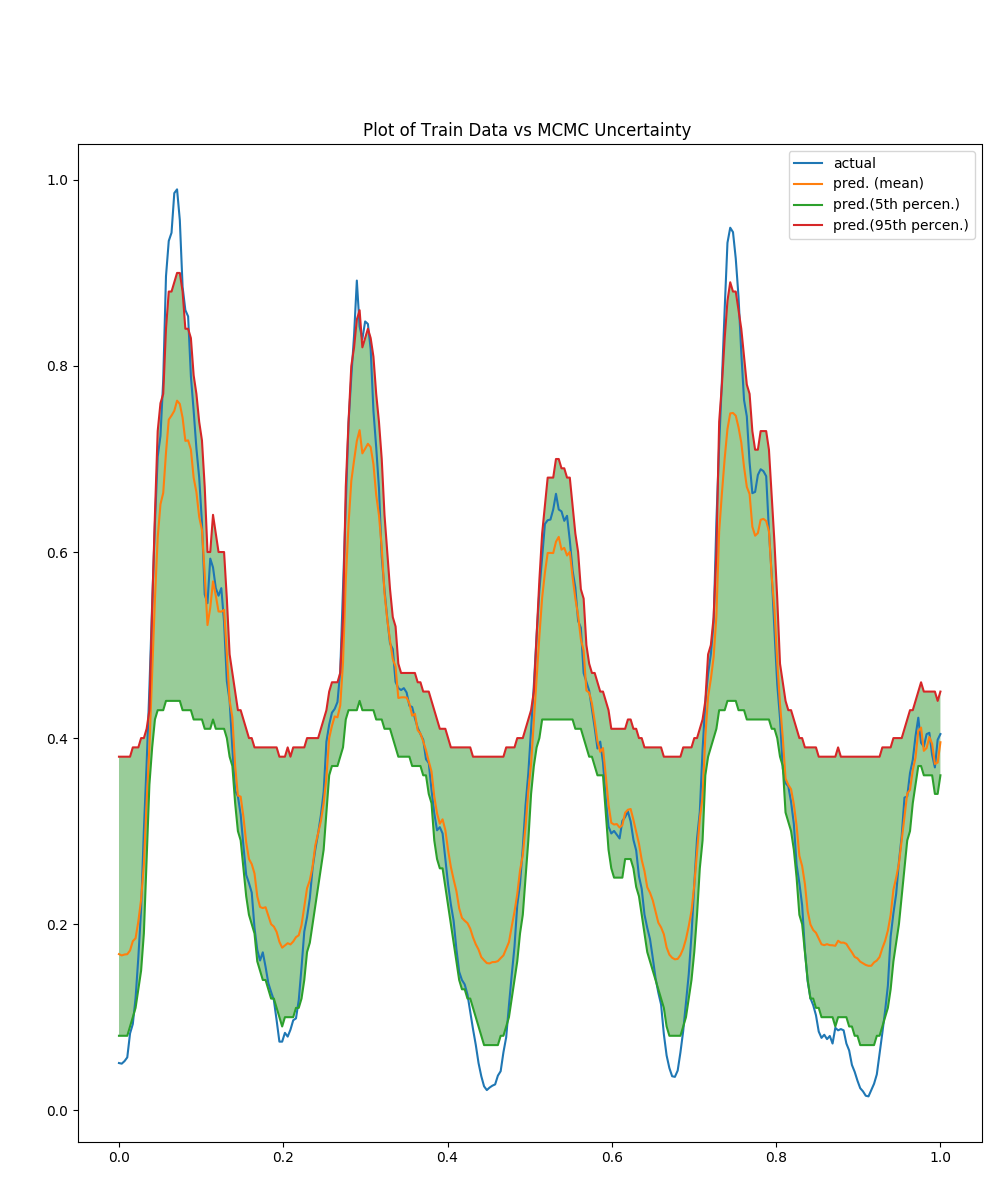 Plot of Train Data vs MCMC Uncertainty
actual
pred. (mean)
pred.(5th percen.)
pred.(95th percen.)
1.0
0.8
0.6
0.4
0.2
0.0
0.0 0.2 0.4 0.6 0.8 1.0